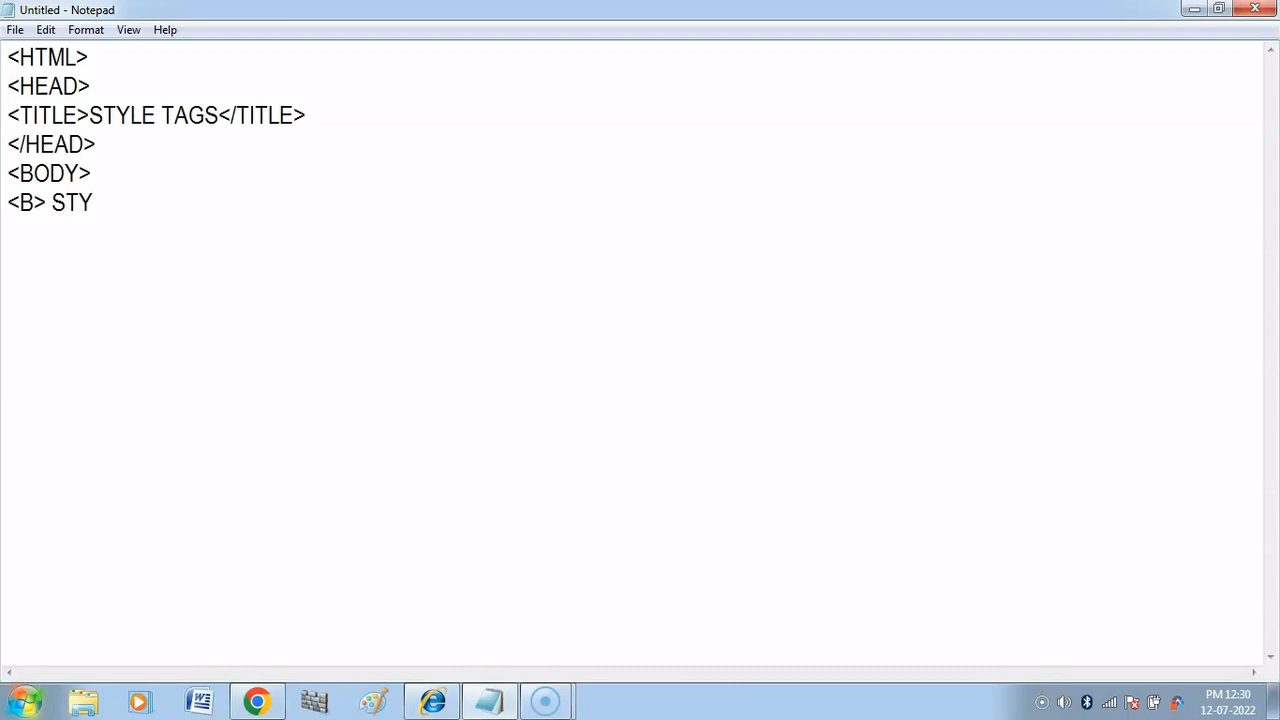 Untitled - Notepad
File Edit Format View Help
<HTML>
<HEAD>
<TITLE>STYLE TAGS</TITLE>
</HEAD>
<BODY>
<B> STY
PM 12:30
12-07-2022